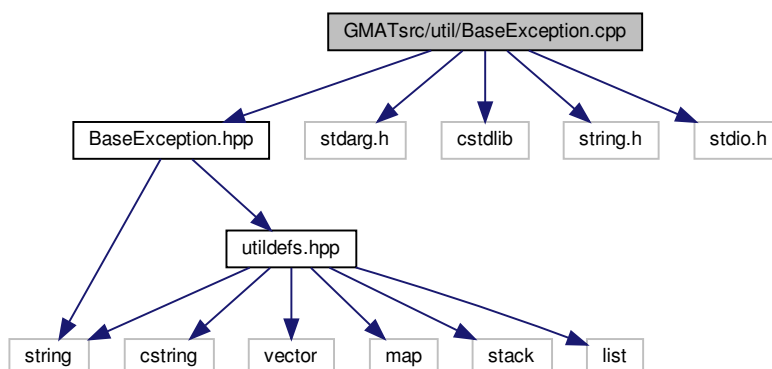 GMATsrc/util/BaseException.cpp
BaseException.hpp
stdarg.h
cstdlib
string.h
stdio.h
utildefs.hpp
string
cstring
vector
map
stack
list